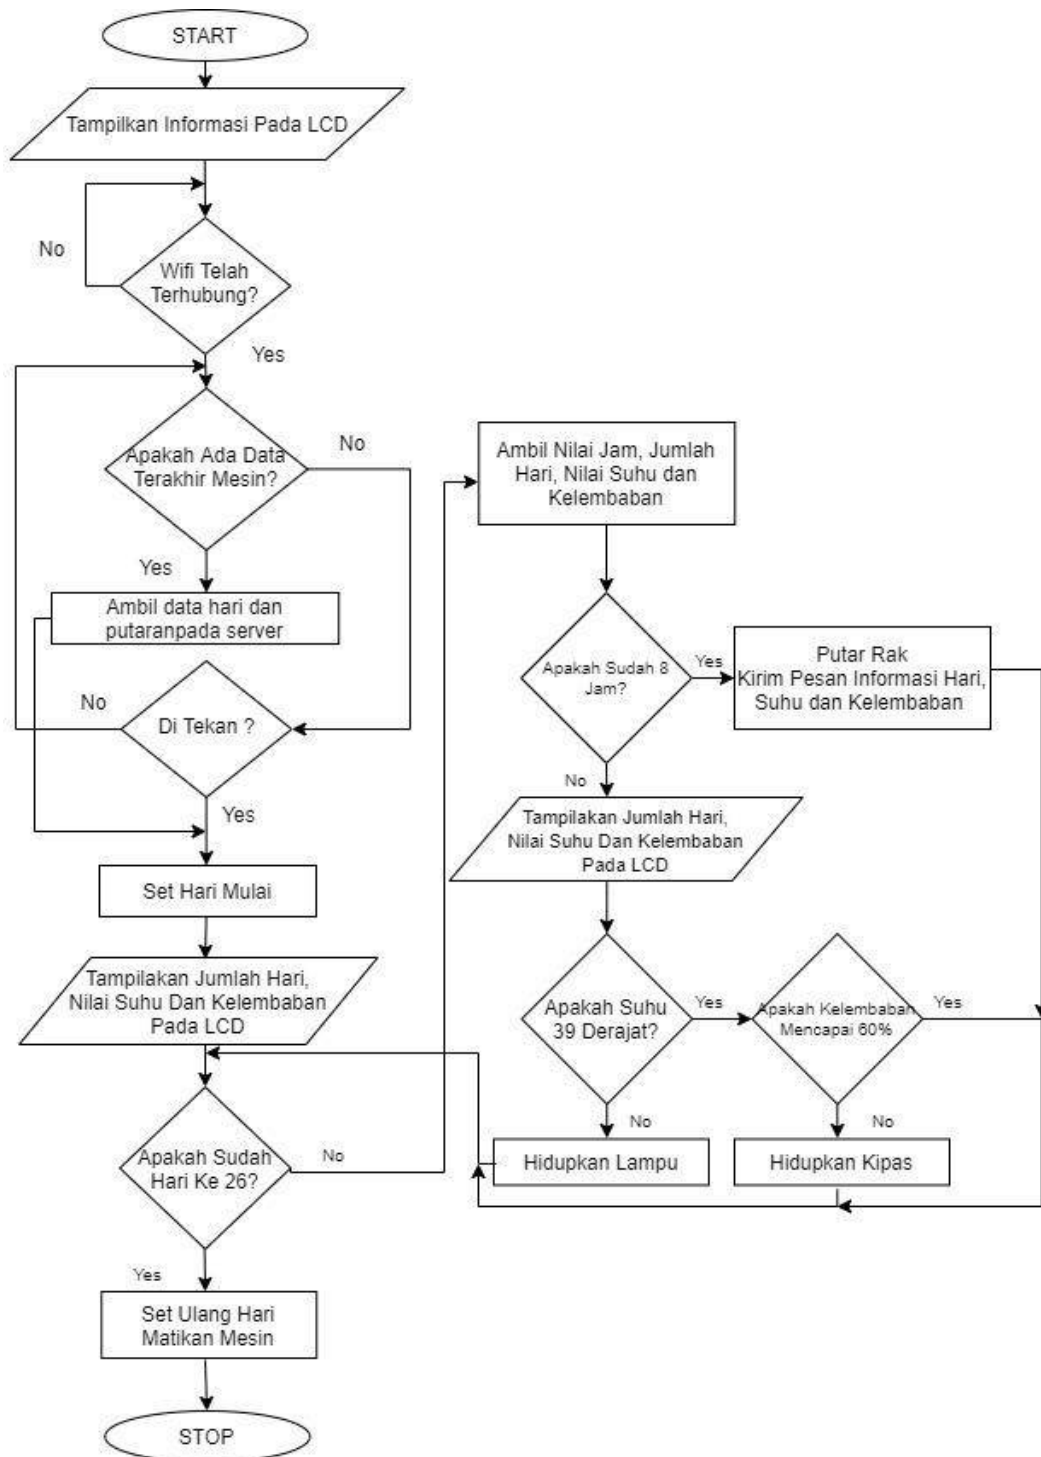 START
Tampilkan Informasi Pada LCD
No
Wifi Telah
Terhubung?
Yes
Apakah Ada Data
Terakhir Mesin?
No
Yes
Ambil data hari dan
putaranpada server
No
Di Tekan ?
Yes
Set Hari Mulai
Tampilakan Jumlah Hari,
Nilai Suhu Dan Kelembaban
Pada LCD
Apakah Sudah
Hari Ke 26?
No
Yes
Set Ulang Hari
Matikan Mesin
STOP
Ambil Nilai Jam, Jumlah
Hari, Nilai Suhu dan
Kelembaban
Apakah Sudah 8
Jam?
Yes
Putar Rak
Kirim Pesan Informasi Hari,
Suhu dan Kelembaban
No
Tampilakan Jumlah Hari,
Nilai Suhu Dan Kelembaban
Pada LCD
Apakah Suhu
39 Derajat?
Yes
Apakah Kelembaban
Mencapai 60%
Yes
No
Hidupkan Lampu
No
Hidupkan Kipas